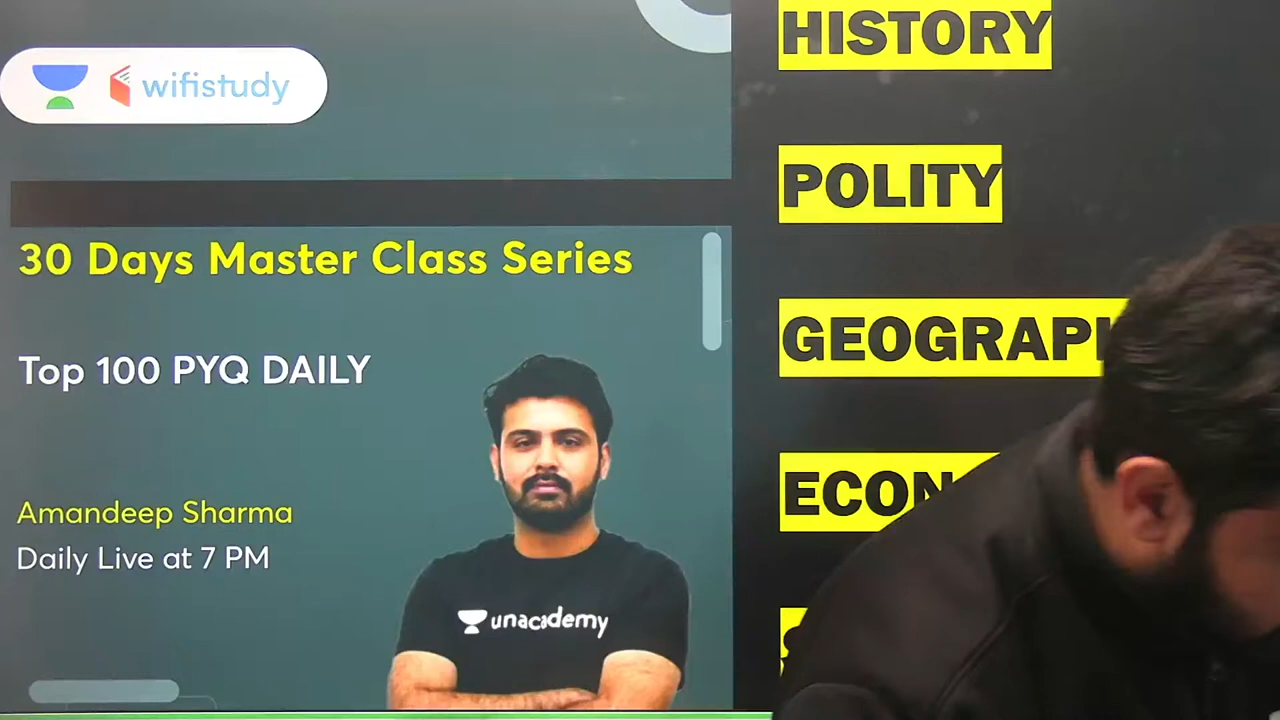 wifistudy
30 Days Master Class Series
Top 100 PYQ DAILY
Amandeep Sharma
Daily Live at 7 PM
unacademy
HISTORY
POLITY